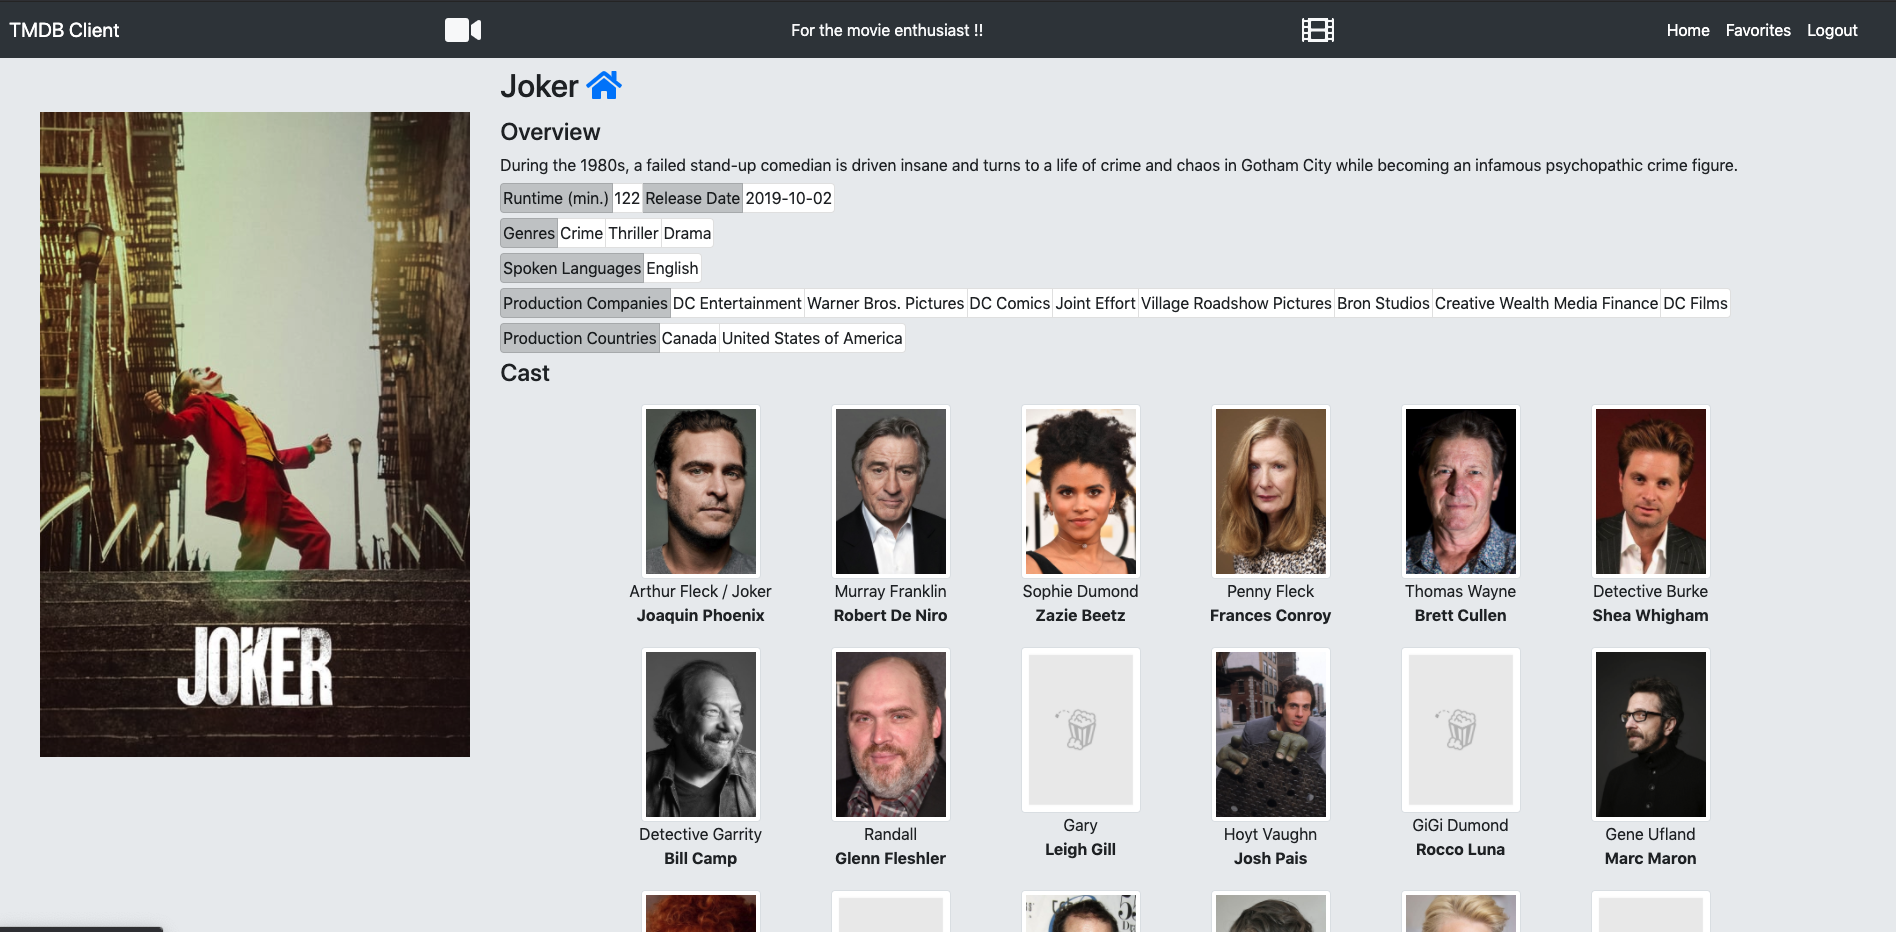 TMDB Client
For the movie enthusiast !!
Home Favorites Logout
Joker
Overview
During the 1980s, a failed stand-up comedian is driven insane and turns to a life of crime and chaos in Gotham City while becoming an infamous psychopathic crime figure.
Runtime (min.) 122 Release Date 2019-10-02
Genres Crime Thriller Drama
Spoken Languages English
Production Companies DC Entertainment Warner Bros. Pictures DC Comics Joint Effort Village Roadshow Pictures Bron Studios Creative Wealth Media Finance DC Films
Production Countries Canada United States of America
Cast
JOKER
Arthur Fleck / Joker
Joaquin Phoenix
Murray Franklin
Robert De Niro
Sophie Dumond
Zazie Beetz
Penny Fleck
Frances Conroy
Thomas Wayne
Brett Cullen
Detective Burke
Shea Whigham
Detective Garrity
Bill Camp
Randall
Glenn Fleshler
Gary
Leigh Gill
Hoyt Vaughn
Josh Pais
GiGi Dumond
Rocco Luna
Gene Ufland
Marc Maron